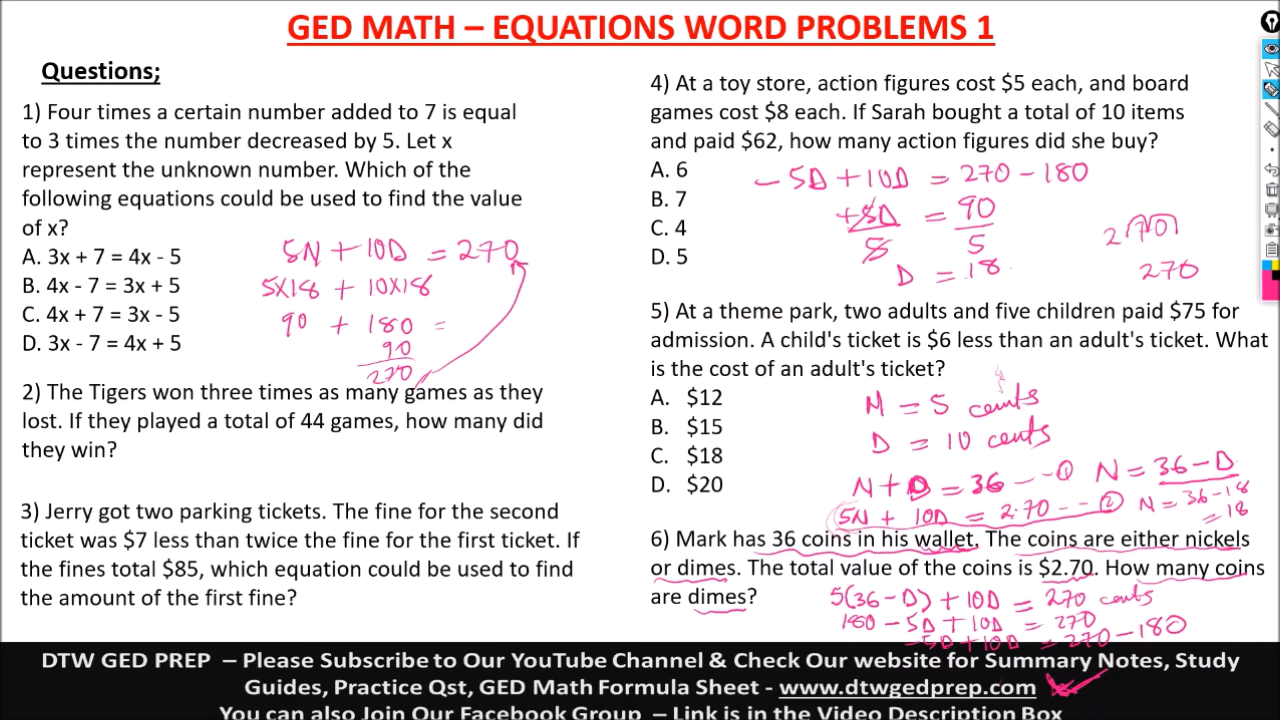 GED MATH – EQUATIONS WORD PROBLEMS 1
Questions;
1) Four times a certain number added to 7 is equal
to 3 times the number decreased by 5. Let x
represent the unknown number. Which of the
following equations could be used to find the value
of x?
A. 3x + 7 = 4x - 5
B. 4x - 7 = 3x + 5
C. 4x + 7 = 3x - 5
D. 3x - 7 = 4x + 5
5N + 10D = 270
5×18 + 10×18
90 + 180 =
90
270
2) The Tigers won three times as many games as they
lost. If they played a total of 44 games, how many did
they win?
3) Jerry got two parking tickets. The fine for the second
ticket was $7 less than twice the fine for the first ticket. If
the fines total $85, which equation could be used to find
the amount of the first fine?
4) At a toy store, action figures cost $5 each, and board
games cost $8 each. If Sarah bought a total of 10 items
and paid $62, how many action figures did she buy?
A. 6
B. 7
C. 4
D. 5
- 5D + 10D = 270 - 180
+5D = 90
5 5
D = 18
270
5) At a theme park, two adults and five children paid $75 for
admission. A child's ticket is $6 less than an adult's ticket. What
is the cost of an adult's ticket?
A. $12
B. $15
C. $18
D. $20
N = 5 cents
D = 10 cents
N + D = 36 --① N = 36 - D
5N + 10D = 2.70 --② N = 36 - 18
= 18
6) Mark has 36 coins in his wallet. The coins are either nickels
or dimes. The total value of the coins is $2.70. How many coins
are dimes?
5(36 - D) + 10D = 270 cents
180 - 5D + 10D = 270
-5D + 10D = 270 - 180
DTW GED PREP – Please Subscribe to Our YouTube Channel & Check Our website for Summary Notes, Study
Guides, Practice Qst, GED Math Formula Sheet - www.dtwgedprep.com
You can also Join Our Facebook Group – Link is in the Video Description Box